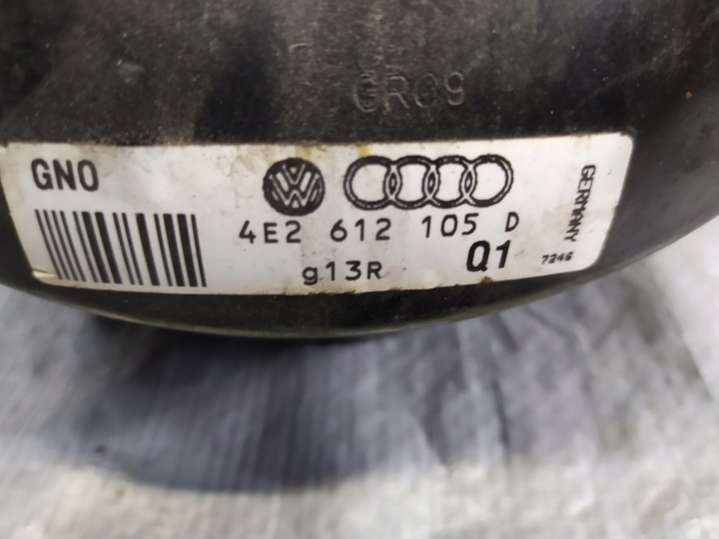 GR09
GNO
4E2 612 105 D
g13R
Q1
GERMANY
7246